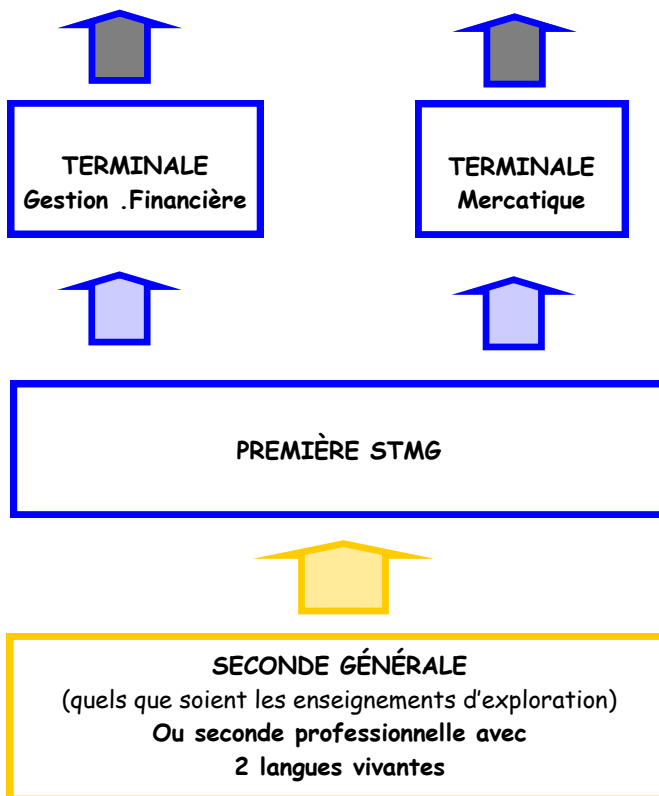 TERMINALE
Gestion .Financière
TERMINALE
Mercatique
PREMIÈRE STMG
SECONDE GÉNÉRALE
(quels que soient les enseignements d'exploration)
Ou seconde professionnelle avec
2 langues vivantes